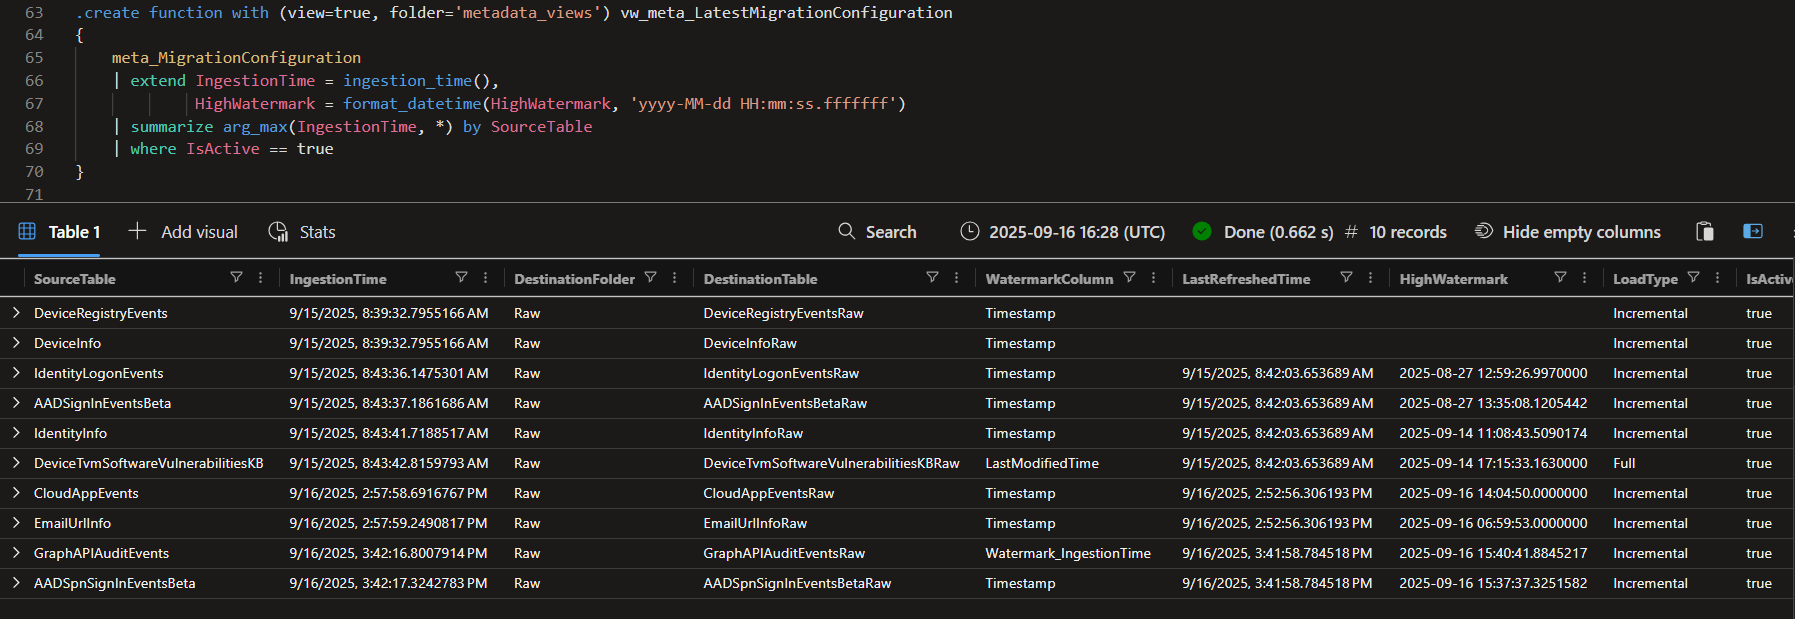 63 .create function with (view=true, folder='metadata_views') vw_meta_LatestMigrationConfiguration
64 {
65 meta_MigrationConfiguration
66 | extend IngestionTime = ingestion_time(),
67 HighWatermark = format_datetime(HighWatermark, 'yyyy-MM-dd HH:mm:ss.fffffff')
68 | summarize arg_max(IngestionTime, *) by SourceTable
69 | where IsActive == true
70 }
71
Table 1 Add visual Stats Search 2025-09-16 16:28 (UTC) Done (0.662 s) # 10 records Hide empty columns
SourceTable IngestionTime DestinationFolder DestinationTable WatermarkColumn LastRefreshedTime HighWatermark LoadType IsActiv
DeviceRegistryEvents 9/15/2025, 8:39:32.7955166 AM Raw DeviceRegistryEventsRaw Timestamp Incremental true
DeviceInfo 9/15/2025, 8:39:32.7955166 AM Raw DeviceInfoRaw Timestamp Incremental true
IdentityLogonEvents 9/15/2025, 8:43:36.1475301 AM Raw IdentityLogonEventsRaw Timestamp 9/15/2025, 8:42:03.653689 AM 2025-08-27 12:59:26.9970000 Incremental true
AADSignInEventsBeta 9/15/2025, 8:43:37.1861686 AM Raw AADSignInEventsBetaRaw Timestamp 9/15/2025, 8:42:03.653689 AM 2025-08-27 13:35:08.1205442 Incremental true
IdentityInfo 9/15/2025, 8:43:41.7188517 AM Raw IdentityInfoRaw Timestamp 9/15/2025, 8:42:03.653689 AM 2025-09-14 11:08:43.5090174 Incremental true
DeviceTvmSoftwareVulnerabilitiesKB 9/15/2025, 8:43:42.8159793 AM Raw DeviceTvmSoftwareVulnerabilitiesKBRaw LastModifiedTime 9/15/2025, 8:42:03.653689 AM 2025-09-14 17:15:33.1630000 Full true
CloudAppEvents 9/16/2025, 2:57:58.6916767 PM Raw CloudAppEventsRaw Timestamp 9/16/2025, 2:52:56.306193 PM 2025-09-16 14:04:50.0000000 Incremental true
EmailUrlInfo 9/16/2025, 2:57:59.2490817 PM Raw EmailUrlInfoRaw Timestamp 9/16/2025, 2:52:56.306193 PM 2025-09-16 06:59:53.0000000 Incremental true
GraphAPIAuditEvents 9/16/2025, 3:42:16.8007914 PM Raw GraphAPIAuditEventsRaw Watermark_IngestionTime 9/16/2025, 3:41:58.784518 PM 2025-09-16 15:40:41.8845217 Incremental true
AADSpnSignInEventsBeta 9/16/2025, 3:42:17.3242783 PM Raw AADSpnSignInEventsBetaRaw Timestamp 9/16/2025, 3:41:58.784518 PM 2025-09-16 15:37:37.3251582 Incremental true